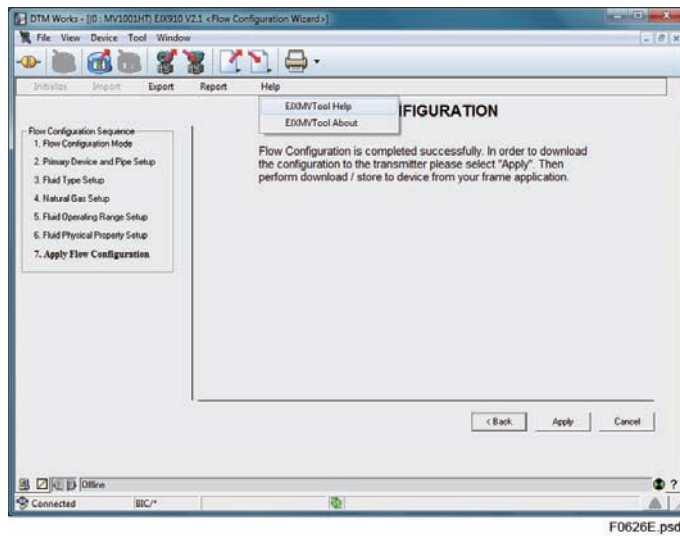 DTM Works - [(0 : MV1001HT) EJX910 V2.1 <Flow Configuration Wizard>]
File View Device Tool Window
Initialize Import Export Report Help
EJXMVTool Help
EJXMVTool About
IFIGURATION
Flow Configuration Sequence
1. Flow Configuration Mode
2. Primary Device and Pipe Setup
3. Fluid Type Setup
4. Natural Gas Setup
5. Fluid Operating Range Setup
6. Fluid Physical Property Setup
7. Apply Flow Configuration
Flow Configuration is completed successfully. In order to download
the configuration to the transmitter please select "Apply". Then
perform download / store to device from your frame application.
< Back Apply Cancel
Offline
Connected BIC/*
F0626E.psd